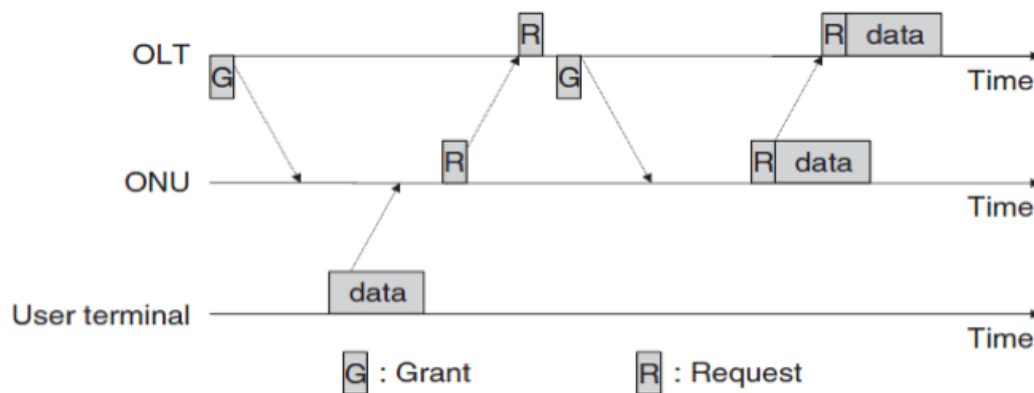 R
R data
OLT
G
G
Time
R
R data
ONU
Time
data
User terminal
Time
G : Grant
R : Request